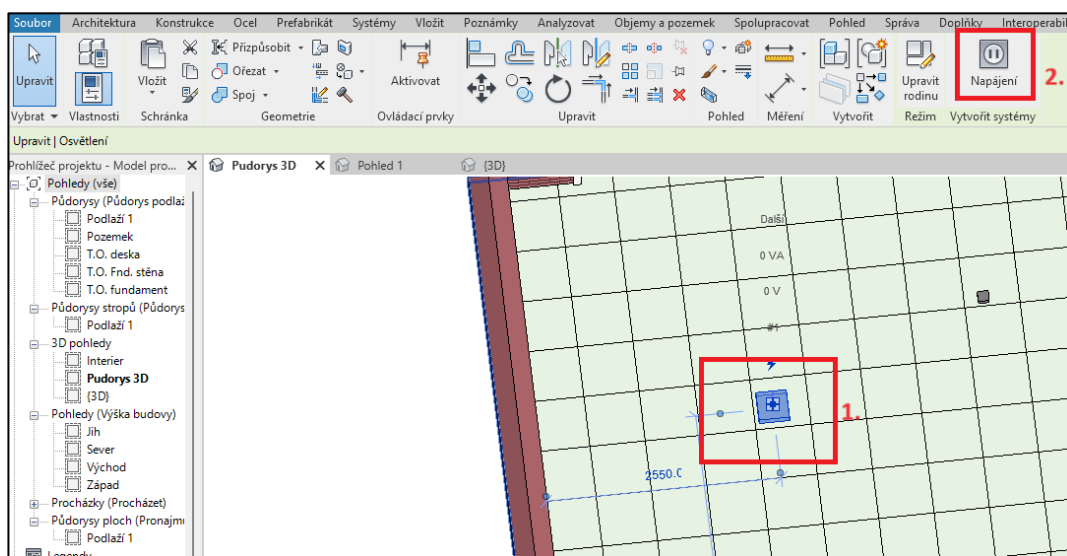 Soubor Architektura Konstrukce Ocel Prefabrikát Systémy Vložit Poznámky Analyzovat Objemy a pozemek Spolupracovat Pohled Správa Doplňky Interoperabil
Přizpůsobit
Ořezat
Spoj
Upravit
Vložit
Aktivovat
Upravit rodinu
Napájení
2.
Vybrat Vlastnosti Schránka Geometrie Ovládací prvky Upravit Pohled Měření Vytvořit Režim Vytvořit systémy
Upravit | Osvětlení
Prohlížeč projektu - Model pro... X
Pudorys 3D X Pohled 1 {3D}
Pohledy (vše)
Půdorysy (Půdorys podlaž
Podlaží 1
Pozemek
T.O. deska
T.O. Fnd. stěna
T.O. fundament
Půdorysy stropů (Půdorys
Podlaží 1
3D pohledy
Interier
Pudorys 3D
{3D}
Pohledy (Výška budovy)
Jih
Sever
Východ
Západ
Procházky (Procházet)
Půdorysy ploch (Pronajmu
Podlaží 1
Legendy
Další
0 VA
0 V
#1
1.
2550.0